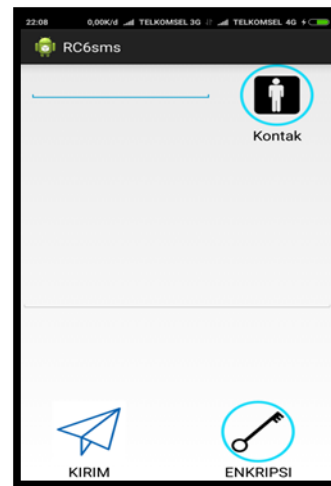 22:08 0,00K/d TELKOMSEL 3G TELKOMSEL 4G
RC6sms
Kontak
KIRIM ENKRIPSI